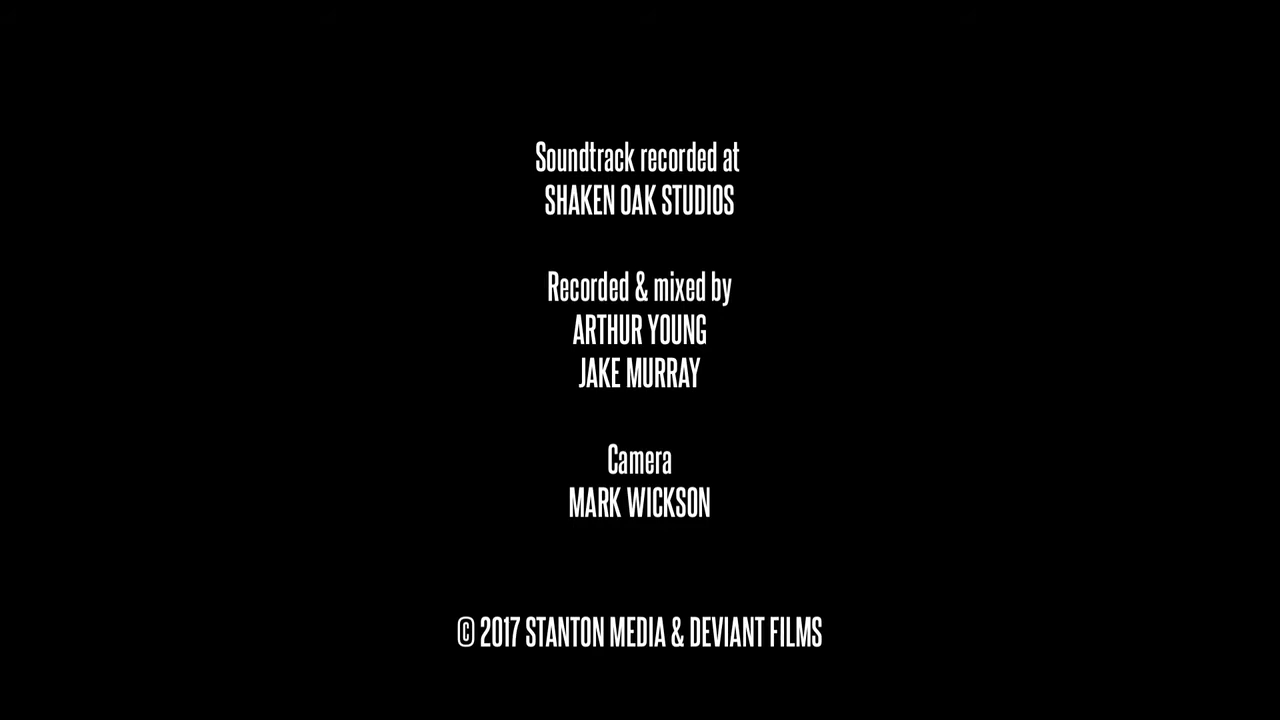 Soundtrack recorded at
SHAKEN OAK STUDIOS
Recorded & mixed by
ARTHUR YOUNG
JAKE MURRAY
Camera
MARK WICKSON
© 2017 STANTON MEDIA & DEVIANT FILMS